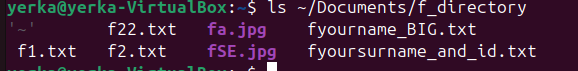 yerka@yerka-VirtualBox:~$ ls ~/Documents/f_directory
'~' f22.txt fa.jpg fyourname_BIG.txt
f1.txt f2.txt fSE.jpg fyoursurname_and_id.txt
yerka@yerka-VirtualBox:~$